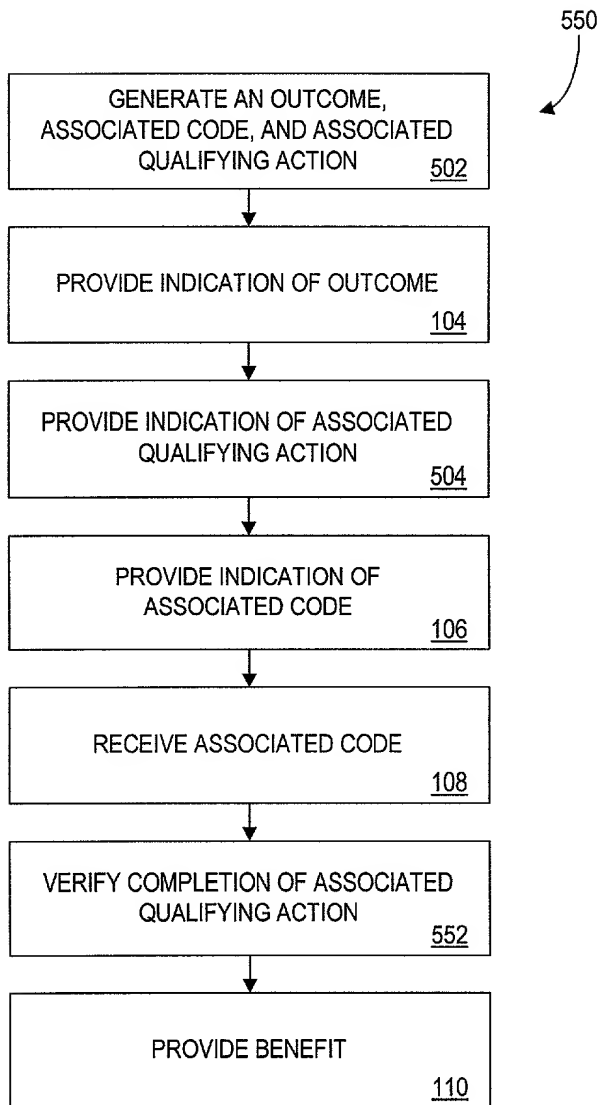 550
GENERATE AN OUTCOME,
ASSOCIATED CODE, AND ASSOCIATED
QUALIFYING ACTION
502
PROVIDE INDICATION OF OUTCOME
104
PROVIDE INDICATION OF ASSOCIATED
QUALIFYING ACTION
504
PROVIDE INDICATION OF
ASSOCIATED CODE
106
RECEIVE ASSOCIATED CODE
108
VERIFY COMPLETION OF ASSOCIATED
QUALIFYING ACTION
552
PROVIDE BENEFIT
110